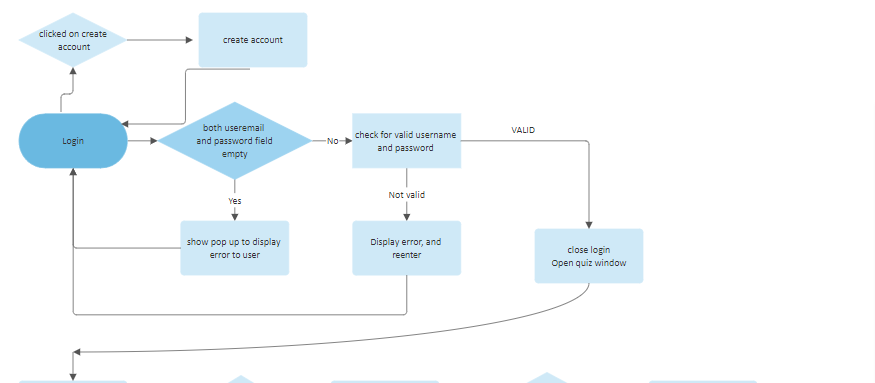 clicked on create
account
create account
Login
both useremail
and password field
empty
No
check for valid username
and password
VALID
Yes
Not valid
show pop up to display
error to user
Display error, and
reenter
close login
Open quiz window